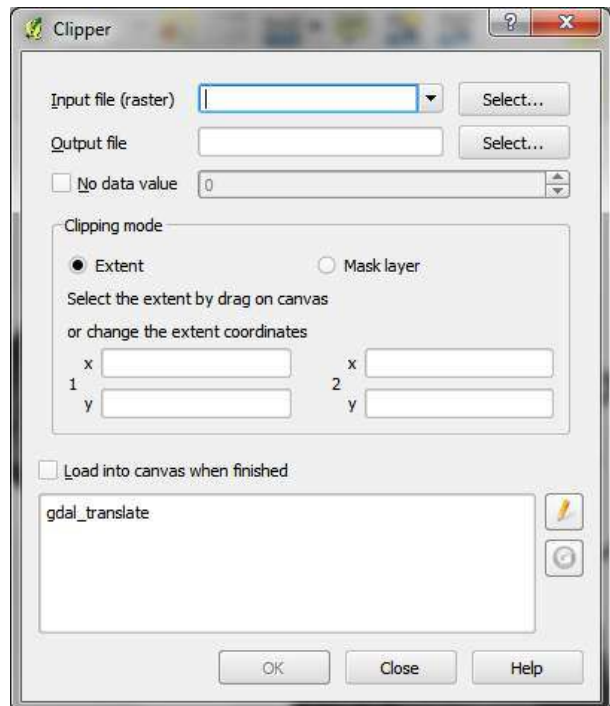 Clipper
Input file (raster) Select...
Output file Select...
No data value 0
Clipping mode
Extent Mask layer
Select the extent by drag on canvas
or change the extent coordinates
x x
1 2
y y
Load into canvas when finished
gdal_translate
OK Close Help